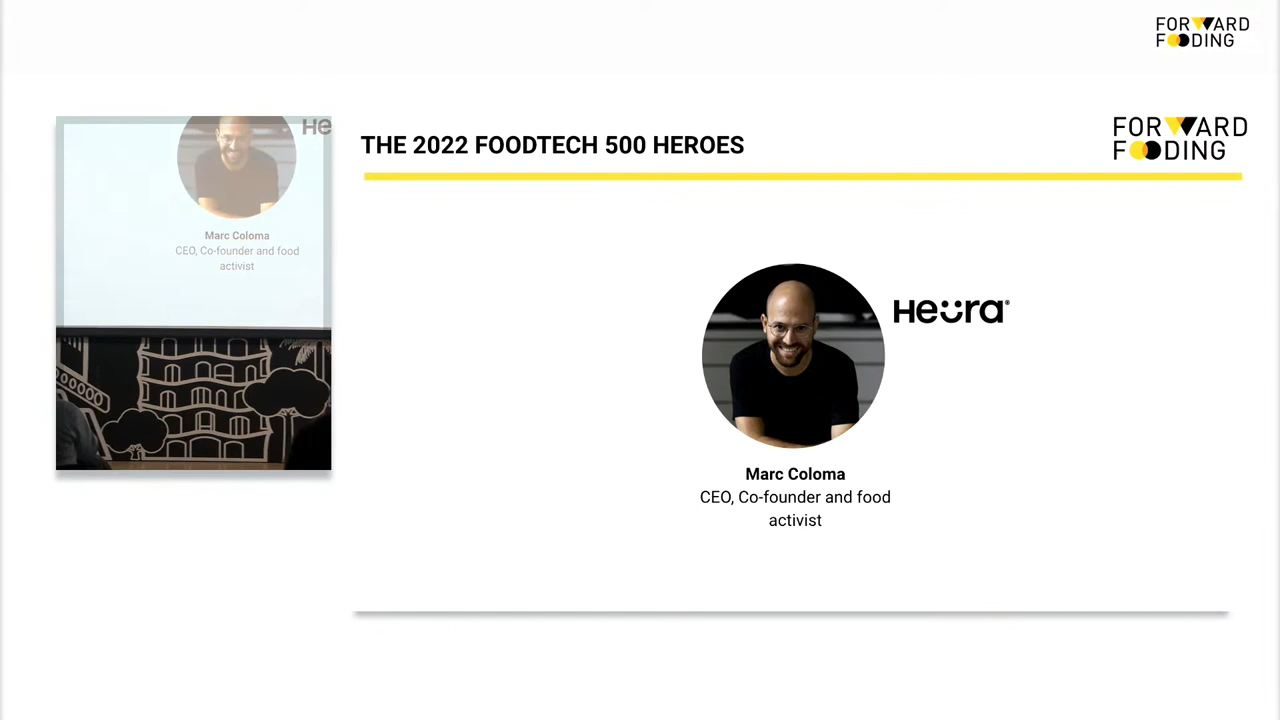 FORWARD
FOODING
He
Marc Coloma
CEO, Co-founder and food
activist
THE 2022 FOODTECH 500 HEROES
FORWARD
FOODING
Heüra®
Marc Coloma
CEO, Co-founder and food
activist